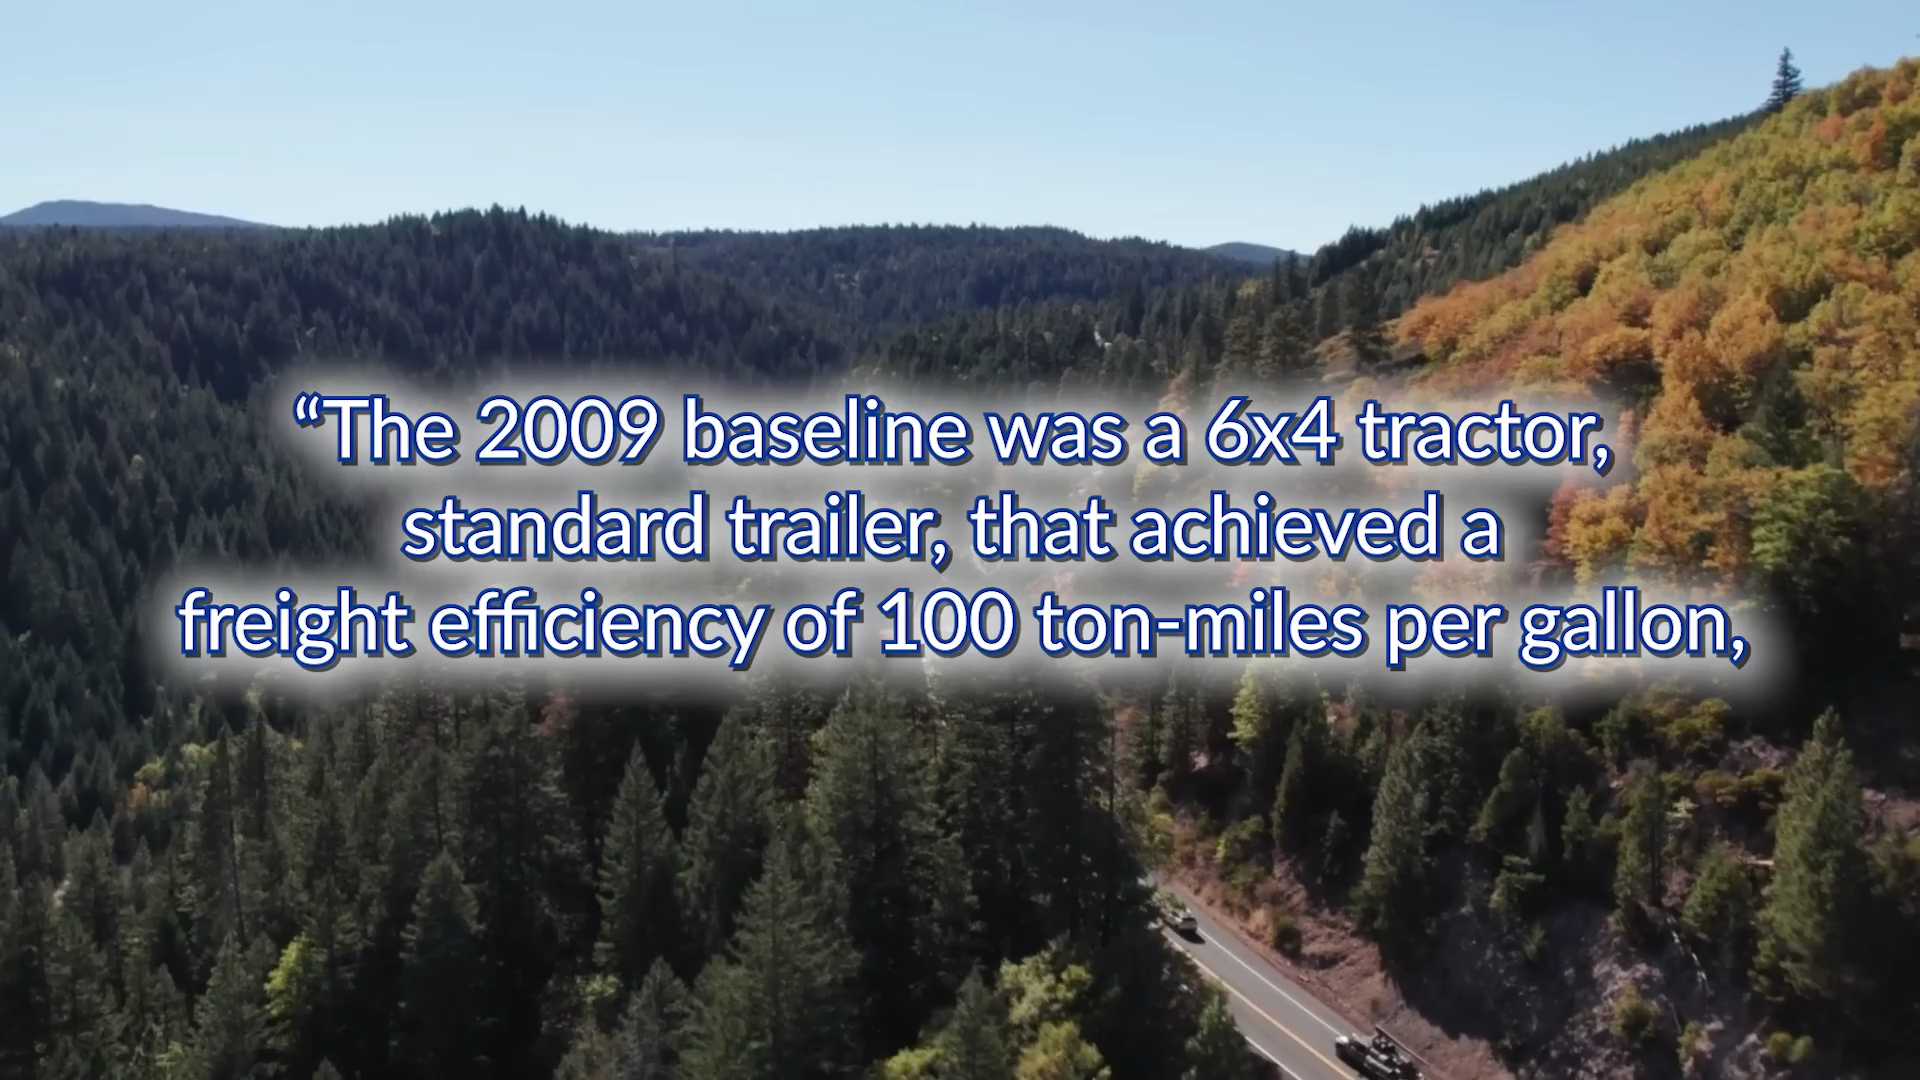 “The 2009 baseline was a 6x4 tractor,
standard trailer, that achieved a
freight efficiency of 100 ton-miles per gallon,